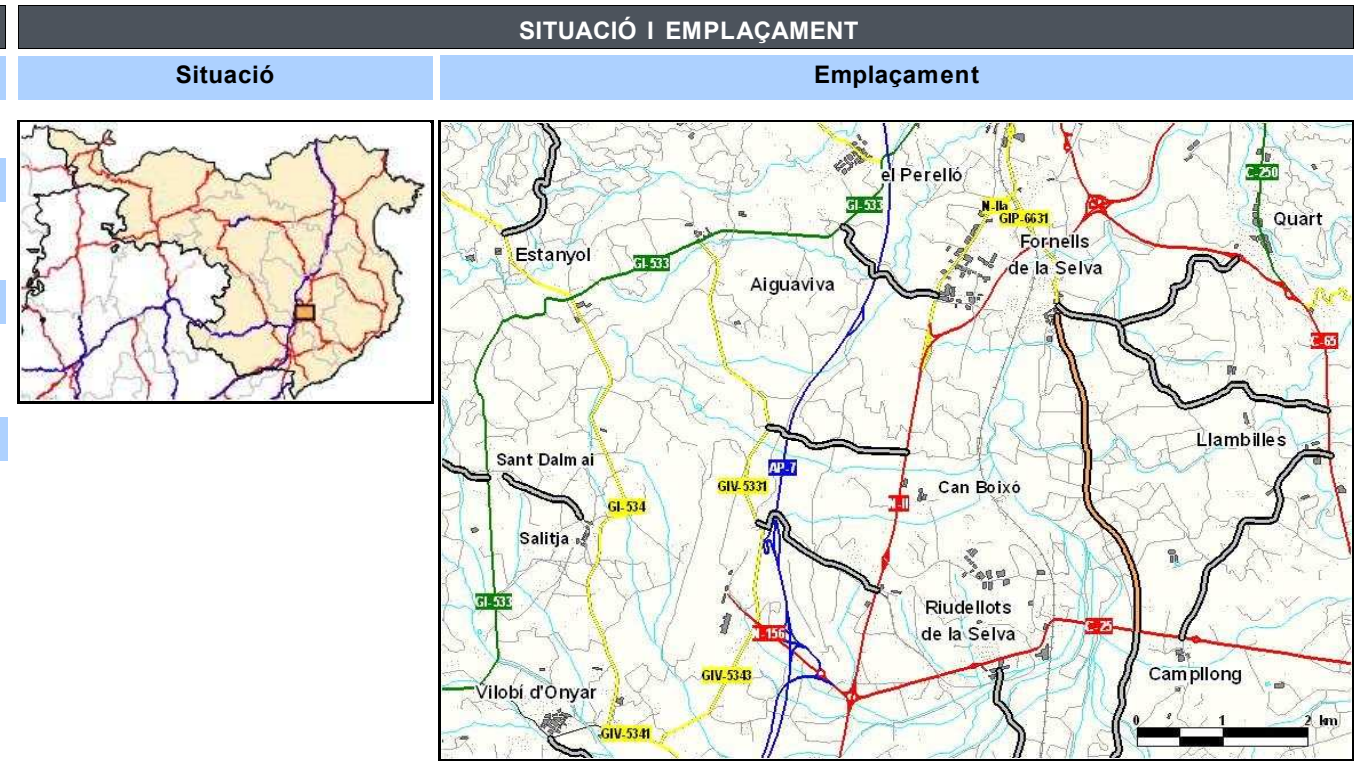 SITUACIÓ I EMPLAÇAMENT
Situació
Emplaçament
el Perelló
C-250
GI-533
N-IIa
GIP-6631
Quart
Fornells
de la Selva
Estanyol
GI-533
Aiguaviva
C-65
Llambilles
Sant Dalmai
AP-7
GIV-5331
Can Boixó
N-II
GI-534
Salitja
GI-533
Riudellots
de la Selva
C-25
N-156
GIV-5343
Campllong
Vilobí d'Onyar
GIV-5341
0 1 2 km